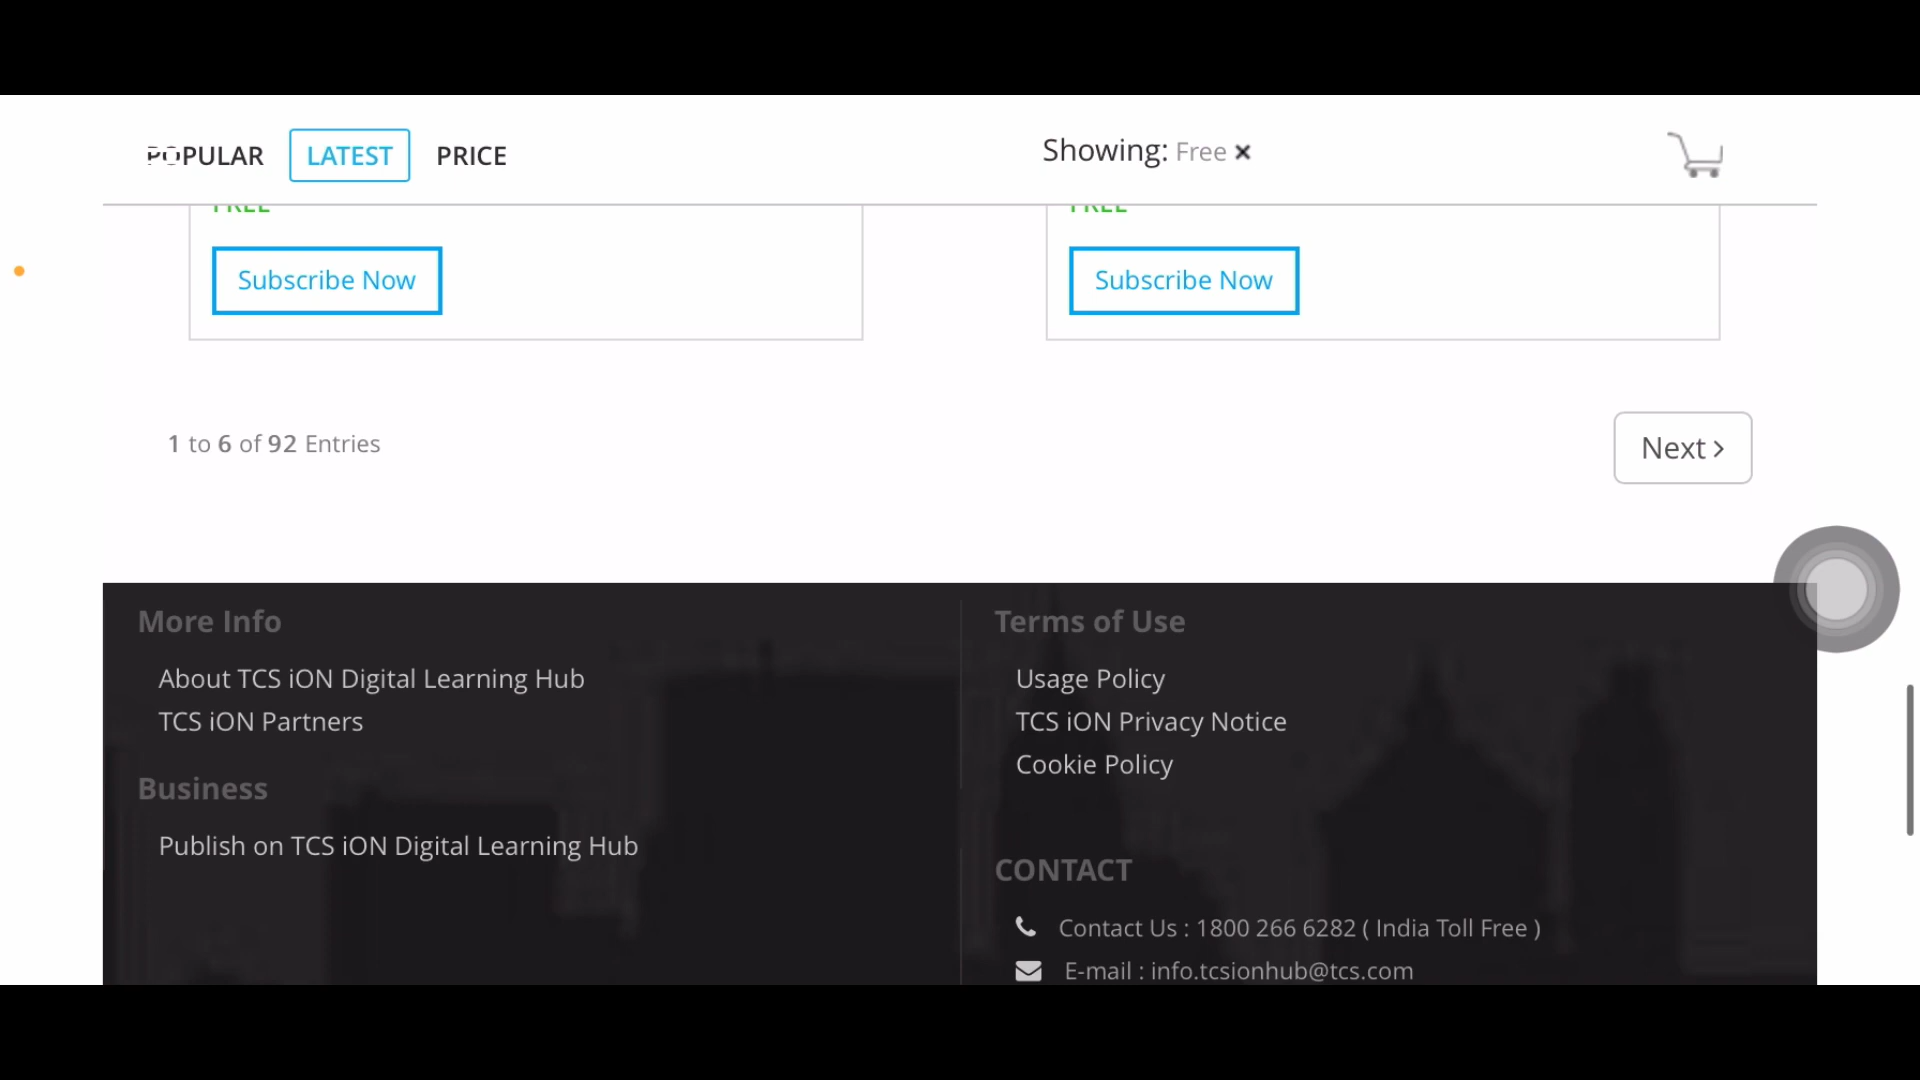 POPULAR LATEST PRICE Showing: Free ×
FREE FREE
Subscribe Now Subscribe Now
1 to 6 of 92 Entries Next >
More Info
About TCS iON Digital Learning Hub
TCS iON Partners
Business
Publish on TCS iON Digital Learning Hub
Terms of Use
Usage Policy
TCS iON Privacy Notice
Cookie Policy
CONTACT
Contact Us : 1800 266 6282 ( India Toll Free )
E-mail : info.tcsionhub@tcs.com